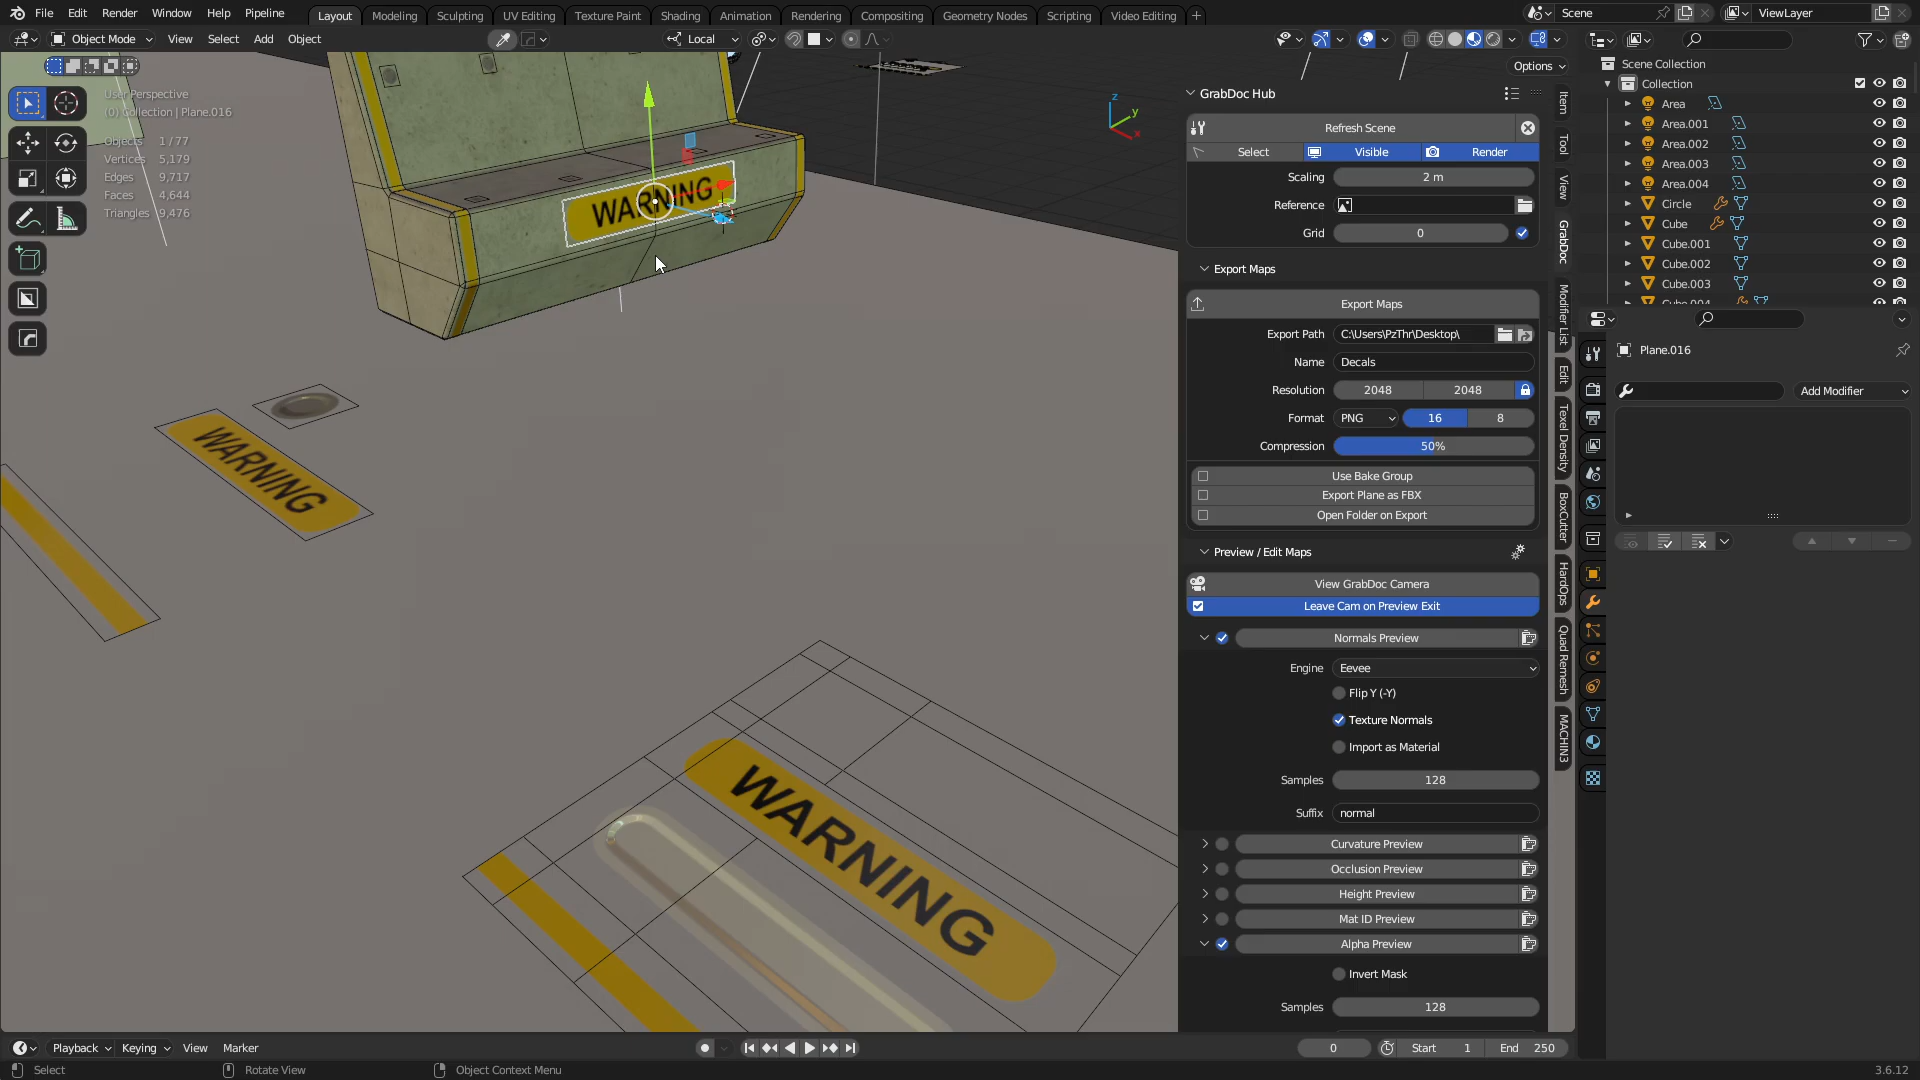 File Edit Render Window Help Pipeline
Layout Modeling Sculpting UV Editing Texture Paint Shading Animation Rendering Compositing Geometry Nodes Scripting Video Editing +
Scene
ViewLayer
Object Mode View Select Add Object
Local
Options
User Perspective
(0) Collection | Plane.016
Objects 1 / 77
Vertices 5,179
Edges 9,717
Faces 4,644
Triangles 9,476
z
y
x
WARNING
WARNING
WARNING
GrabDoc Hub
Refresh Scene
Select Visible Render
Scaling 2 m
Reference
Grid 0
Export Maps
Export Maps
Export Path C:\Users\PzThr\Desktop\
Name Decals
Resolution 2048 2048
Format PNG 16 8
Compression 50%
Use Bake Group
Export Plane as FBX
Open Folder on Export
Preview / Edit Maps
View GrabDoc Camera
Leave Cam on Preview Exit
Normals Preview
Engine Eevee
Flip Y (-Y)
Texture Normals
Import as Material
Samples 128
Suffix normal
Curvature Preview
Occlusion Preview
Height Preview
Mat ID Preview
Alpha Preview
Invert Mask
Samples 128
Item
Tool
View
GrabDoc
Modifier List
Edit
Texel Density
BoxCutter
HardOps
Quad Remesh
MACHIN3
Scene Collection
Collection
Area
Area.001
Area.002
Area.003
Area.004
Circle
Cube
Cube.001
Cube.002
Cube.003
Cube.004
Plane.016
Add Modifier
Playback Keying View Marker
0 Start 1 End 250
Select Rotate View Object Context Menu
3.6.12